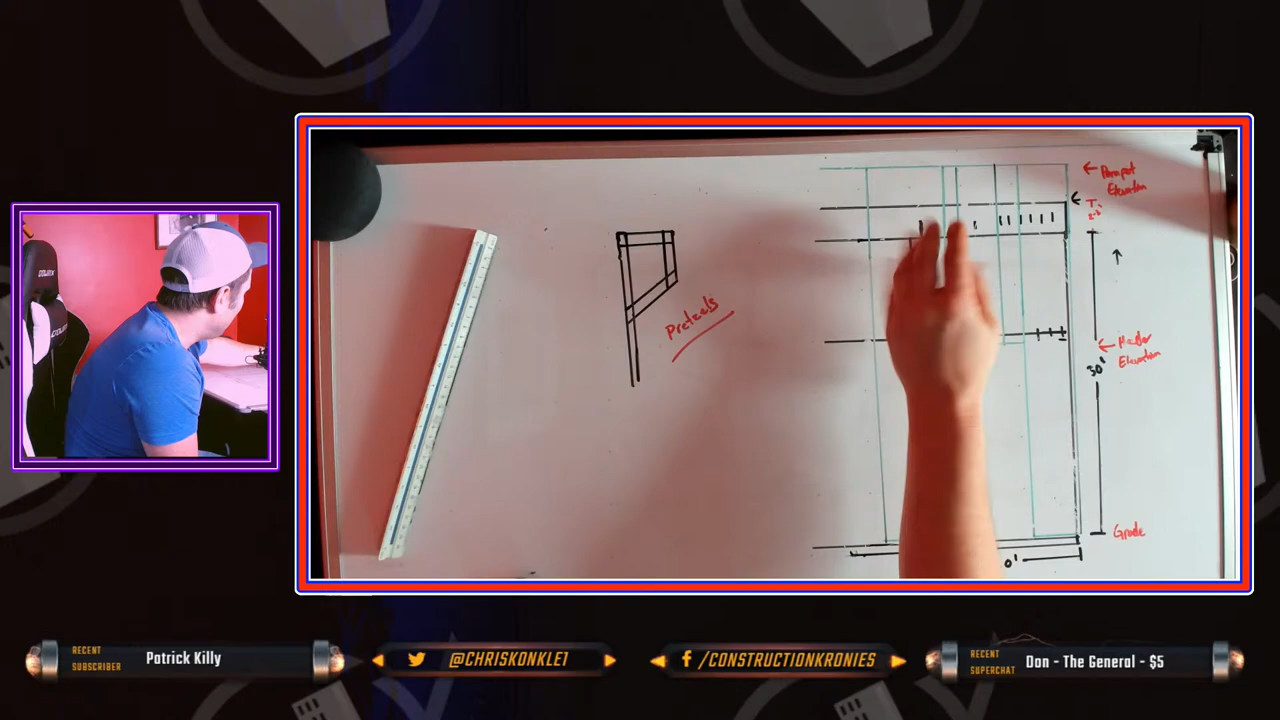 Parapet
Elevation
Pretzels
Header
Elevation
30'
Grade
0'
RECENT
SUBSCRIBER
Patrick Killy
@CHRISKONKLE1
/CONSTRUCTIONKRONIES
RECENT
SUPERCHAT
Don - The General - $5